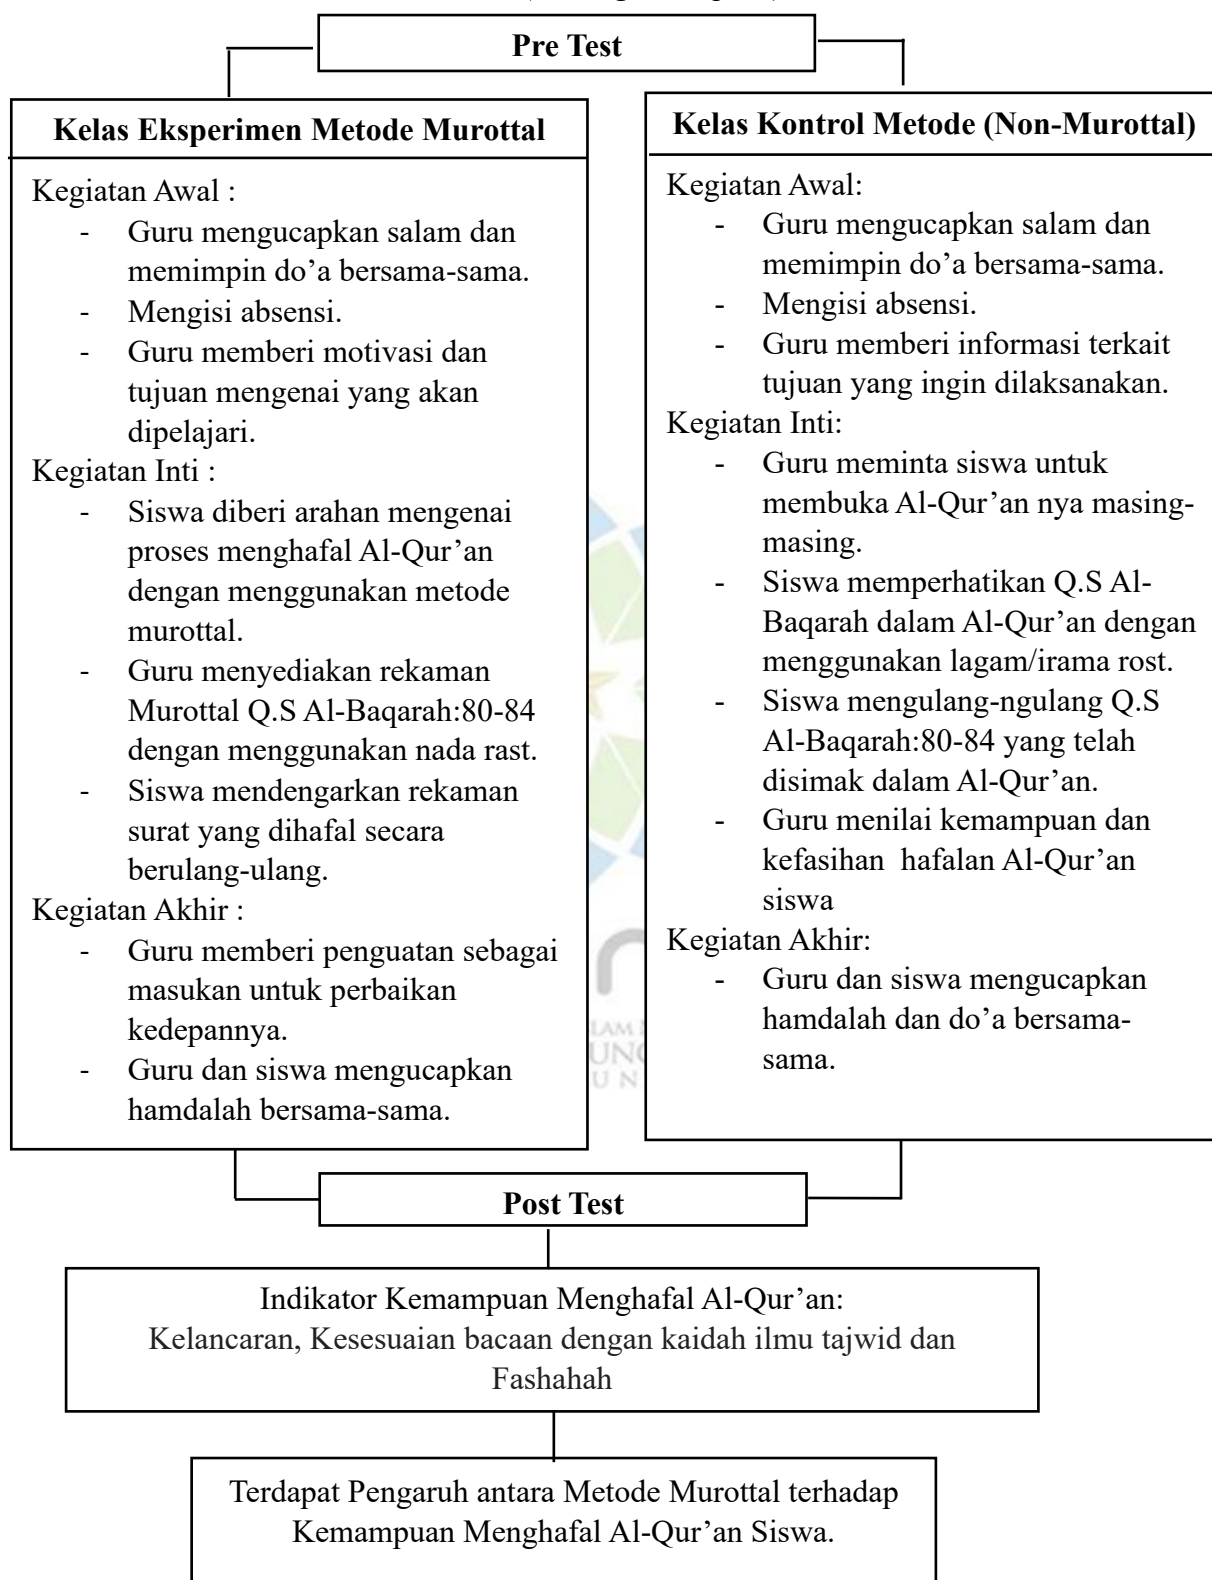 Pre Test
Kelas Eksperimen Metode Murottal
Kegiatan Awal :
- Guru mengucapkan salam dan
memimpin do’a bersama-sama.
- Mengisi absensi.
- Guru memberi motivasi dan
tujuan mengenai yang akan
dipelajari.
Kegiatan Inti :
- Siswa diberi arahan mengenai
proses menghafal Al-Qur’an
dengan menggunakan metode
murottal.
- Guru menyediakan rekaman
Murottal Q.S Al-Baqarah:80-84
dengan menggunakan nada rast.
- Siswa mendengarkan rekaman
surat yang dihafal secara
berulang-ulang.
Kegiatan Akhir :
- Guru memberi penguatan sebagai
masukan untuk perbaikan
kedepannya.
- Guru dan siswa mengucapkan
hamdalah bersama-sama.
Kelas Kontrol Metode (Non-Murottal)
Kegiatan Awal:
- Guru mengucapkan salam dan
memimpin do’a bersama-sama.
- Mengisi absensi.
- Guru memberi informasi terkait
tujuan yang ingin dilaksanakan.
Kegiatan Inti:
- Guru meminta siswa untuk
membuka Al-Qur’an nya masing-
masing.
- Siswa memperhatikan Q.S Al-
Baqarah dalam Al-Qur’an dengan
menggunakan lagam/irama rost.
- Siswa mengulang-ngulang Q.S
Al-Baqarah:80-84 yang telah
disimak dalam Al-Qur’an.
- Guru menilai kemampuan dan
kefasihan hafalan Al-Qur’an
siswa
Kegiatan Akhir:
- Guru dan siswa mengucapkan
hamdalah dan do’a bersama-
sama.
Post Test
Indikator Kemampuan Menghafal Al-Qur’an:
Kelancaran, Kesesuaian bacaan dengan kaidah ilmu tajwid dan
Fashahah
Terdapat Pengaruh antara Metode Murottal terhadap
Kemampuan Menghafal Al-Qur’an Siswa.